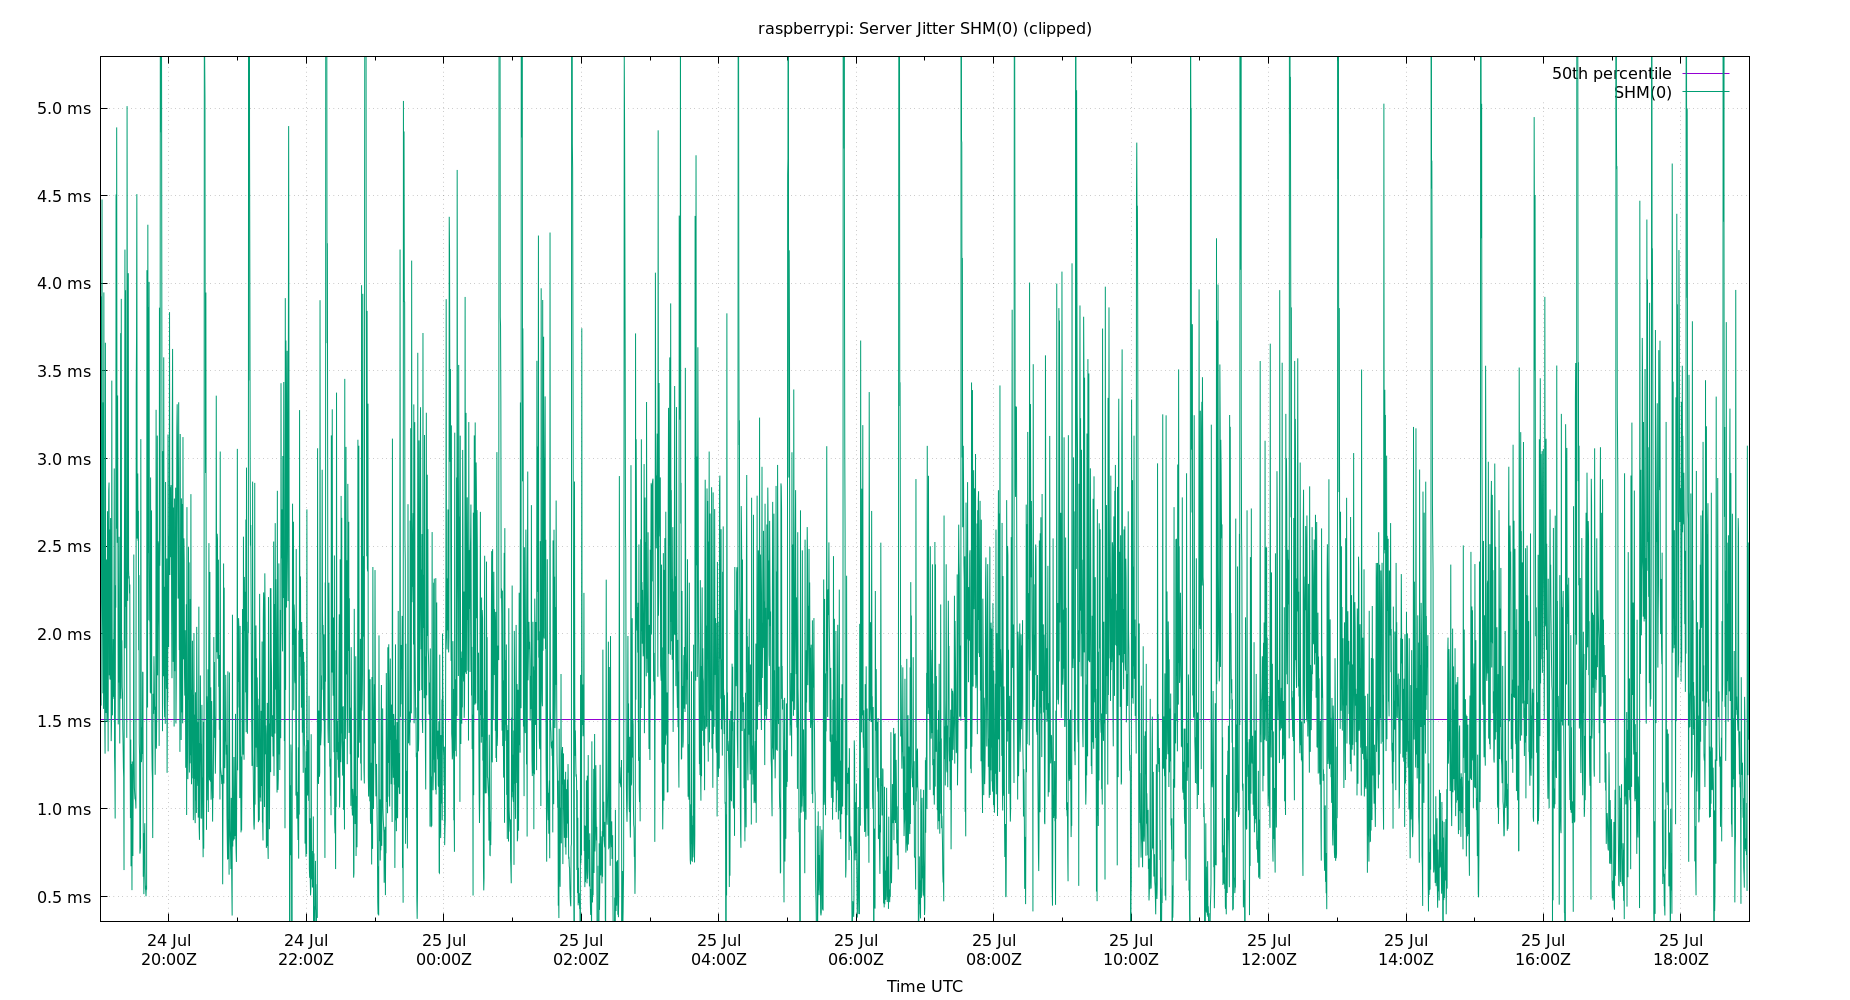 raspberrypi: Server Jitter SHM(0) (clipped)
50th percentile
SHM(0)
5.0 ms
4.5 ms
4.0 ms
3.5 ms
3.0 ms
2.5 ms
2.0 ms
1.5 ms
1.0 ms
0.5 ms
24 Jul 24 Jul 25 Jul 25 Jul 25 Jul 25 Jul 25 Jul 25 Jul 25 Jul 25 Jul 25 Jul 25 Jul
20:00Z 22:00Z 00:00Z 02:00Z 04:00Z 06:00Z 08:00Z 10:00Z 12:00Z 14:00Z 16:00Z 18:00Z
Time UTC